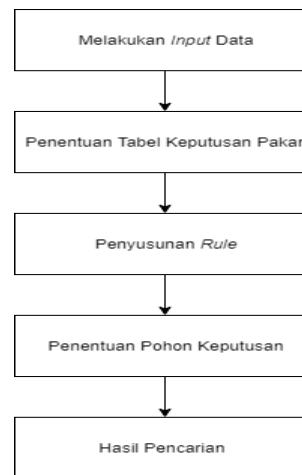 Melakukan Input Data
Penentuan Tabel Keputusan Pakar
Penyusunan Rule
Penentuan Pohon Keputusan
Hasil Pencarian